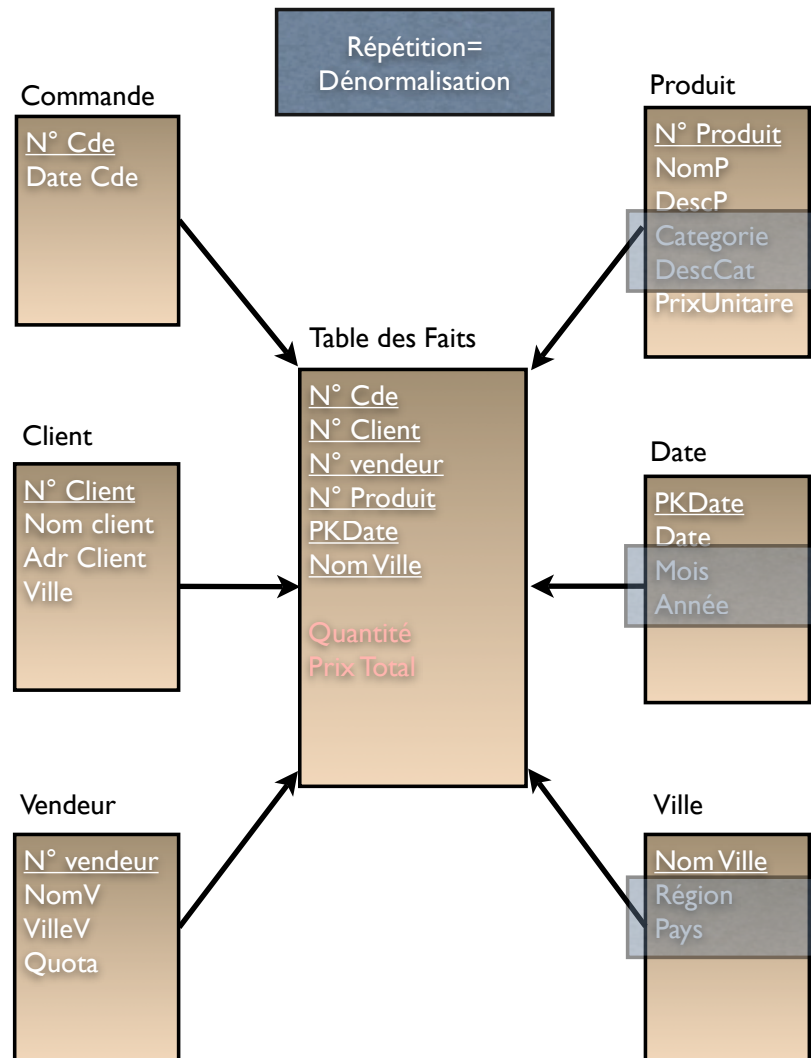 Répétition=
Dénormalisation
Commande
N° Cde
Date Cde
Produit
N° Produit
NomP
DescP
Categorie
DescCat
PrixUnitaire
Table des Faits
N° Cde
N° Client
N° vendeur
N° Produit
PKDate
Nom Ville
Quantité
Prix Total
Client
N° Client
Nom client
Adr Client
Ville
Date
PKDate
Date
Mois
Année
Vendeur
N° vendeur
NomV
VilleV
Quota
Ville
Nom Ville
Région
Pays